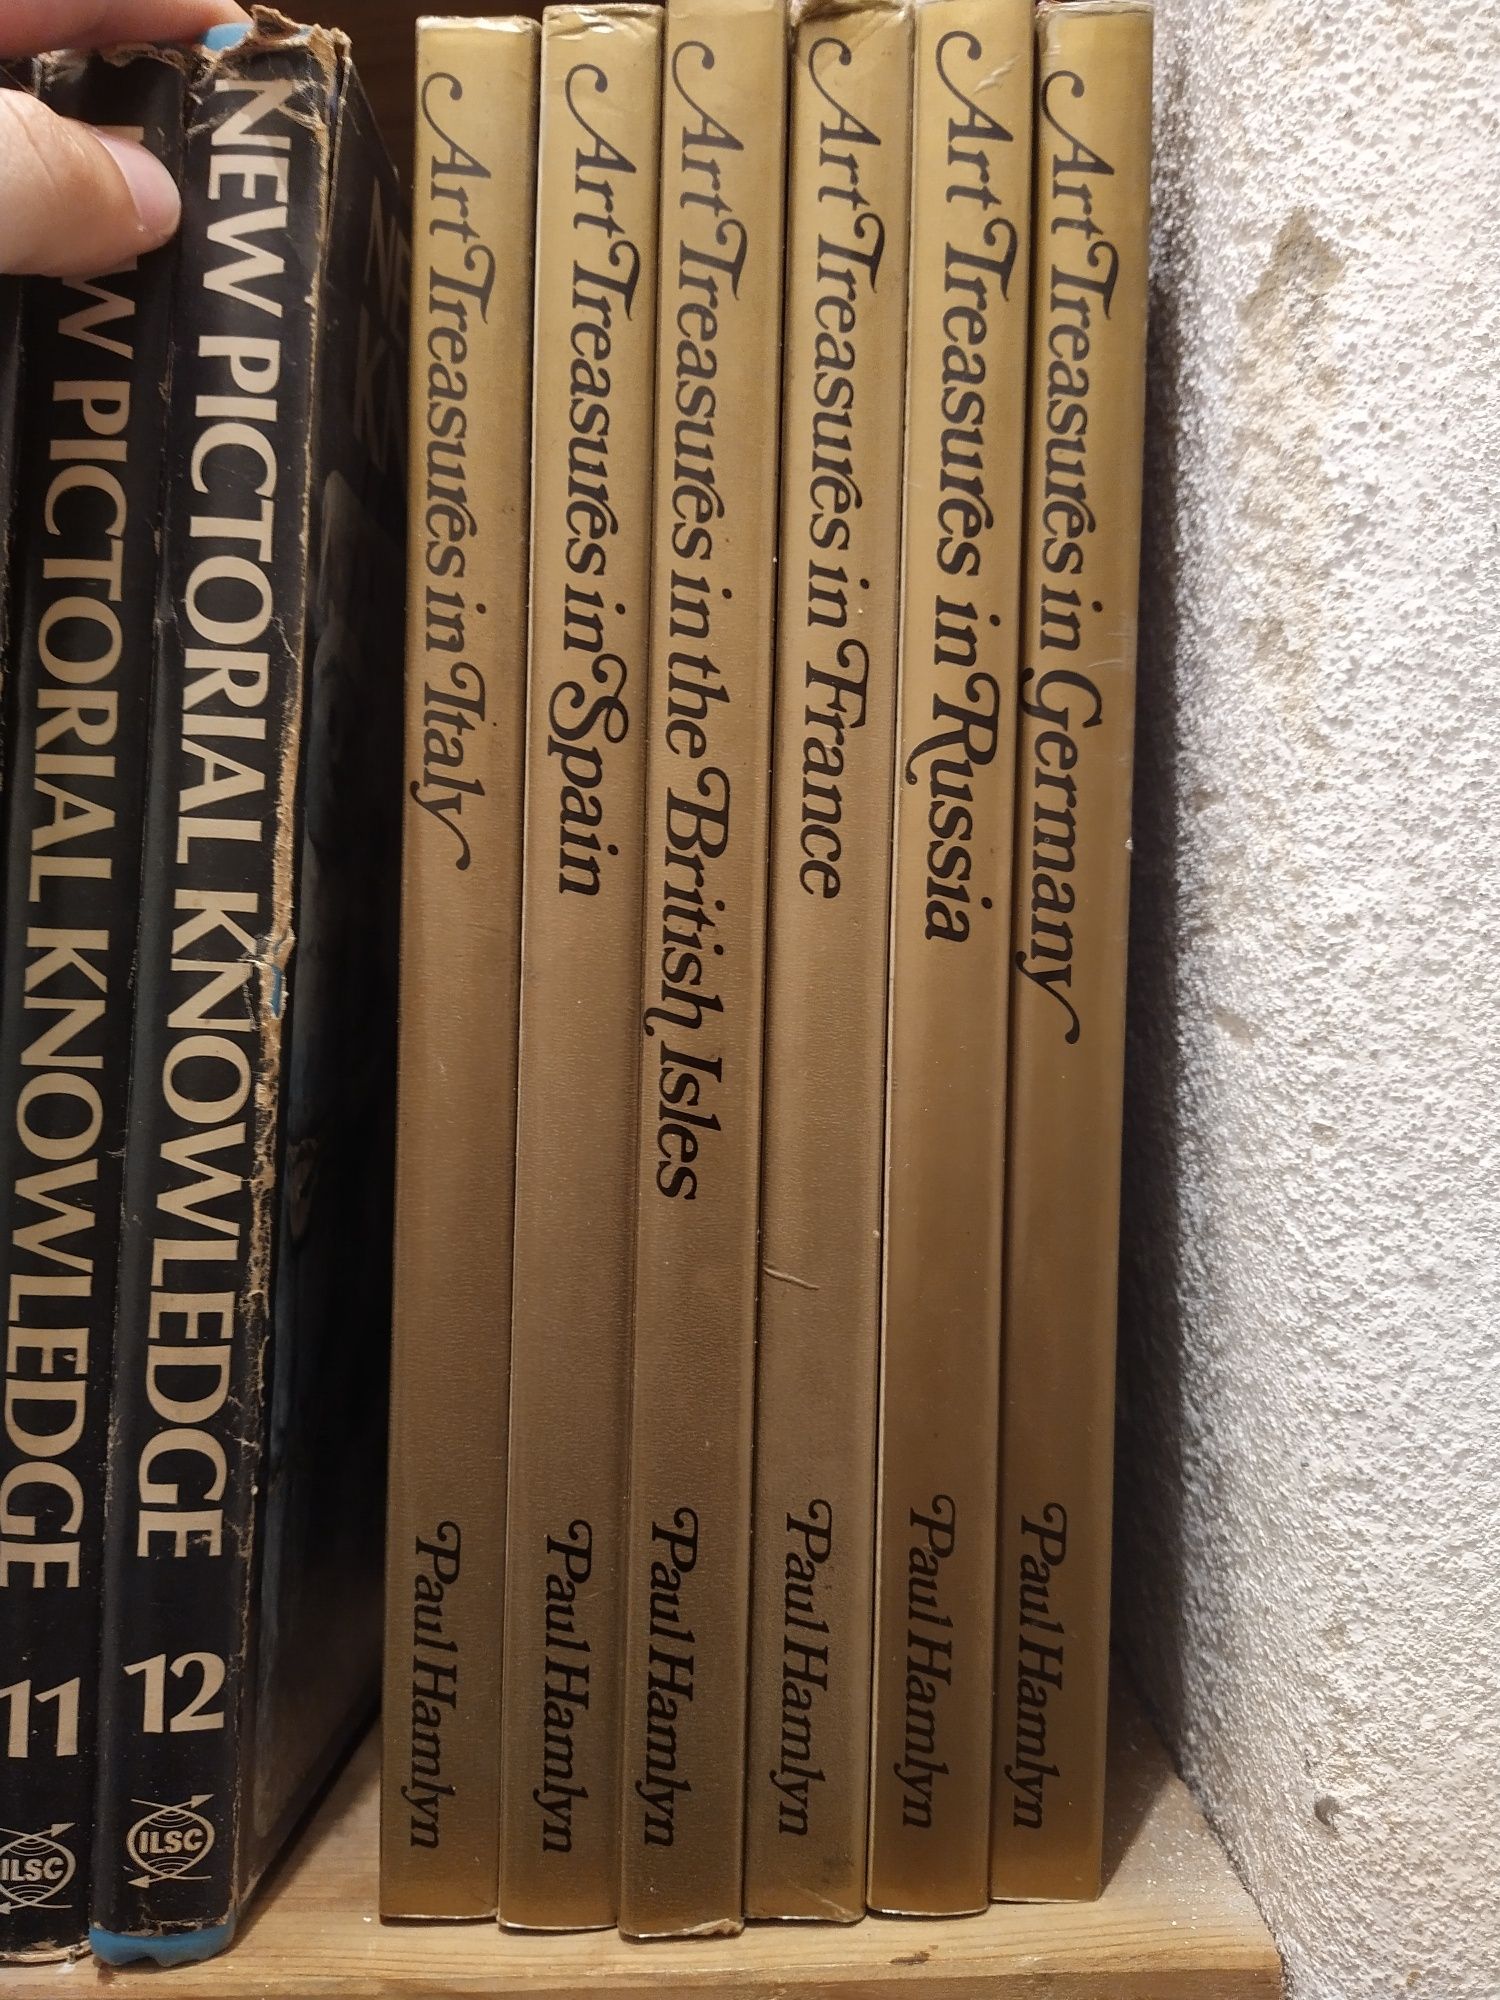 NEW PICTORIAL KNOWLEDGE
11
ILSC
NEW PICTORIAL KNOWLEDGE
12
ILSC
Art Treasures in Italy
Paul Hamlyn
Art Treasures in Spain
Paul Hamlyn
Art Treasures in the British Isles
Paul Hamlyn
Art Treasures in France
Paul Hamlyn
Art Treasures in Russia
Paul Hamlyn
Art Treasures in Germany
Paul Hamlyn